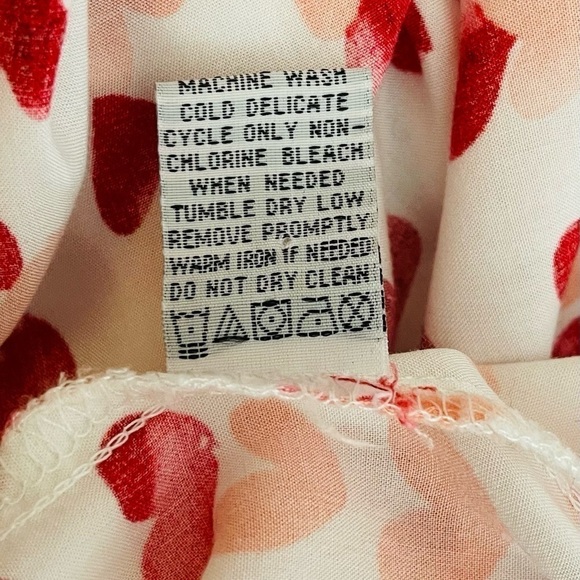 MACHINE WASH
COLD DELICATE
CYCLE ONLY NON-
CHLORINE BLEACH
WHEN NEEDED
TUMBLE DRY LOW
REMOVE PROMPTLY
WARM IRON IF NEEDED
DO NOT DRY CLEAN